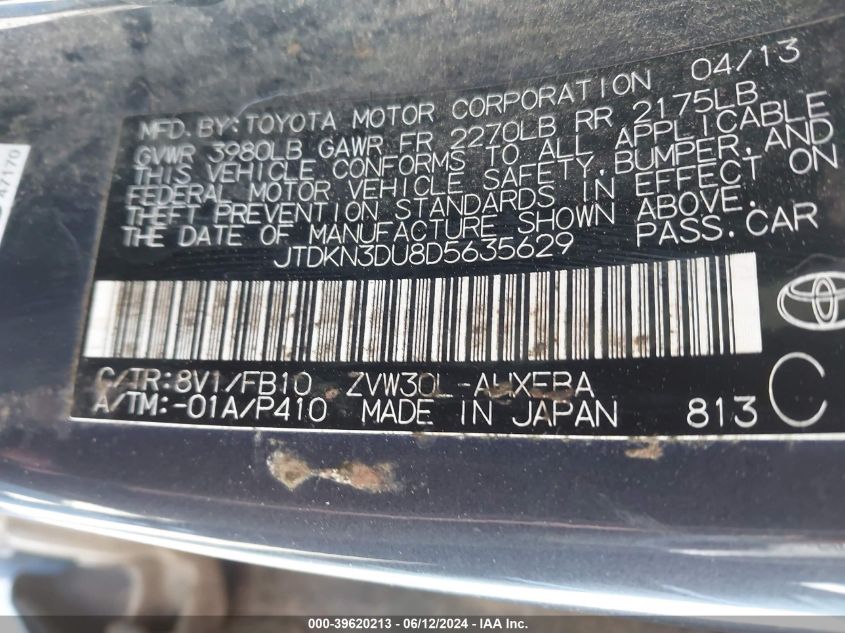 04/13
MFD. BY: TOYOTA MOTOR CORPORATION
GVWR 3980LB GAWR FR 2270LB RR 2175LB
THIS VEHICLE CONFORMS TO ALL APPLICABLE
FEDERAL MOTOR VEHICLE SAFETY, BUMPER, AND
THEFT PREVENTION STANDARDS IN EFFECT ON
THE DATE OF MANUFACTURE SHOWN ABOVE.
JTDKN3DU8D5635629 PASS. CAR
C/TR: 8V1/FB10 ZVW30L-AHXEBA
A/TM: -01A/P410 MADE IN JAPAN 813 C
000-39620213 - 06/12/2024 - IAAI, Inc.